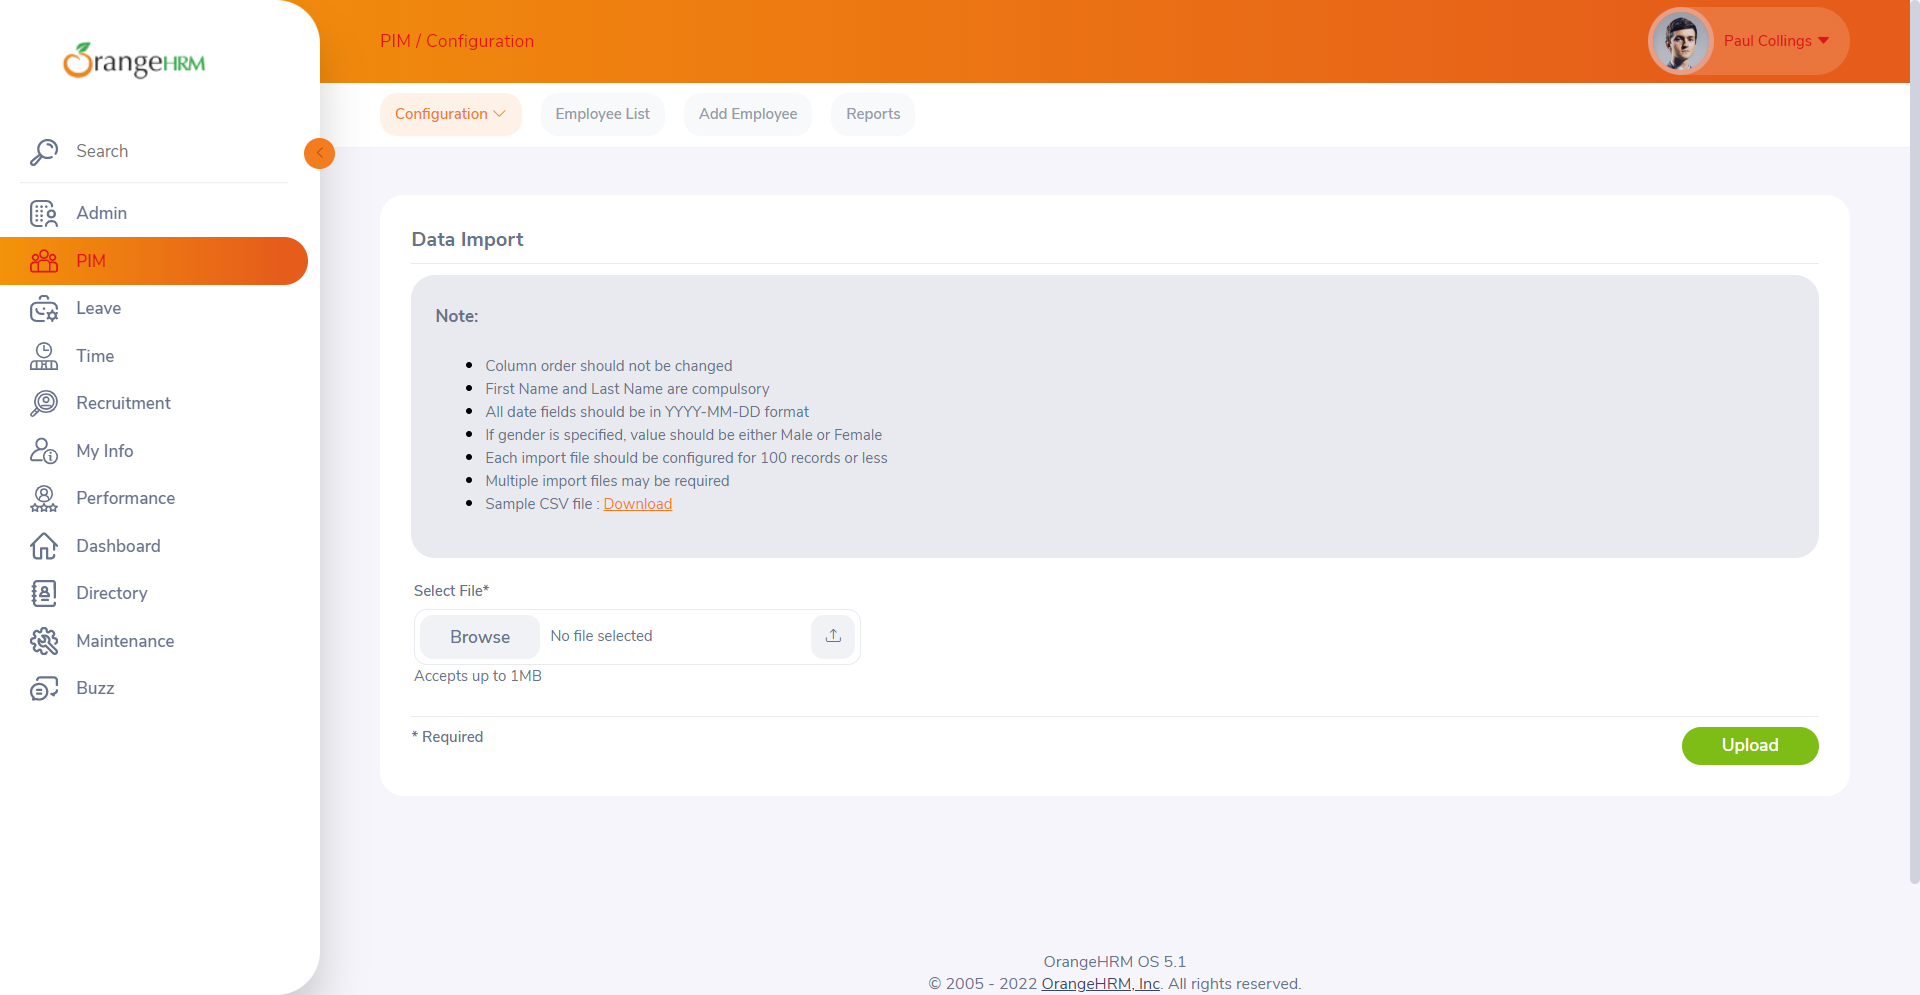 OrangeHRM
Search
Admin
PIM
Leave
Time
Recruitment
My Info
Performance
Dashboard
Directory
Maintenance
Buzz
PIM / Configuration
Paul Collings
Configuration
Employee List
Add Employee
Reports
Data Import
Note:
Column order should not be changed
First Name and Last Name are compulsory
All date fields should be in YYYY-MM-DD format
If gender is specified, value should be either Male or Female
Each import file should be configured for 100 records or less
Multiple import files may be required
Sample CSV file : Download
Select File*
Browse No file selected
Accepts up to 1MB
* Required
Upload
OrangeHRM OS 5.1
© 2005 - 2022 OrangeHRM, Inc. All rights reserved.